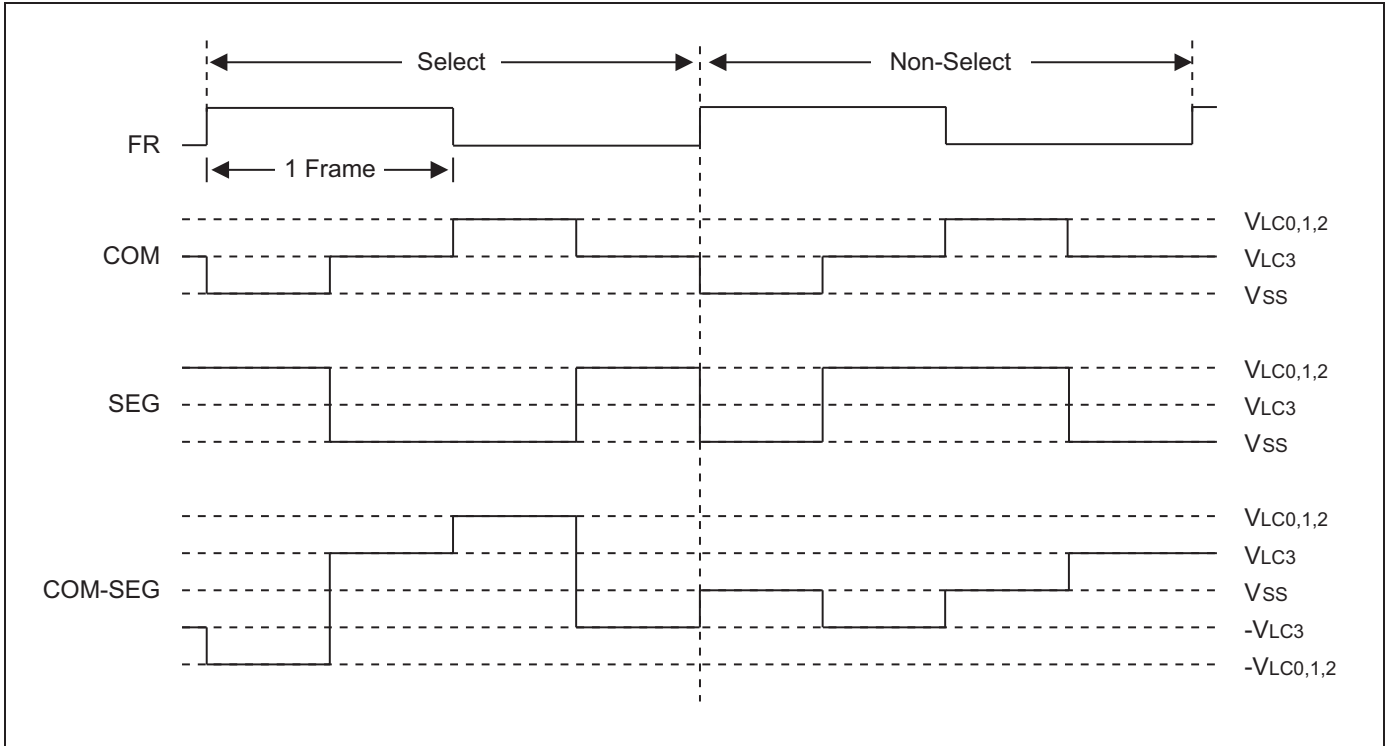 Select
Non-Select
FR
1 Frame
COM
VLC0,1,2
VLC3
VSS
SEG
VLC0,1,2
VLC3
VSS
COM-SEG
VLC0,1,2
VLC3
VSS
-VLC3
-VLC0,1,2